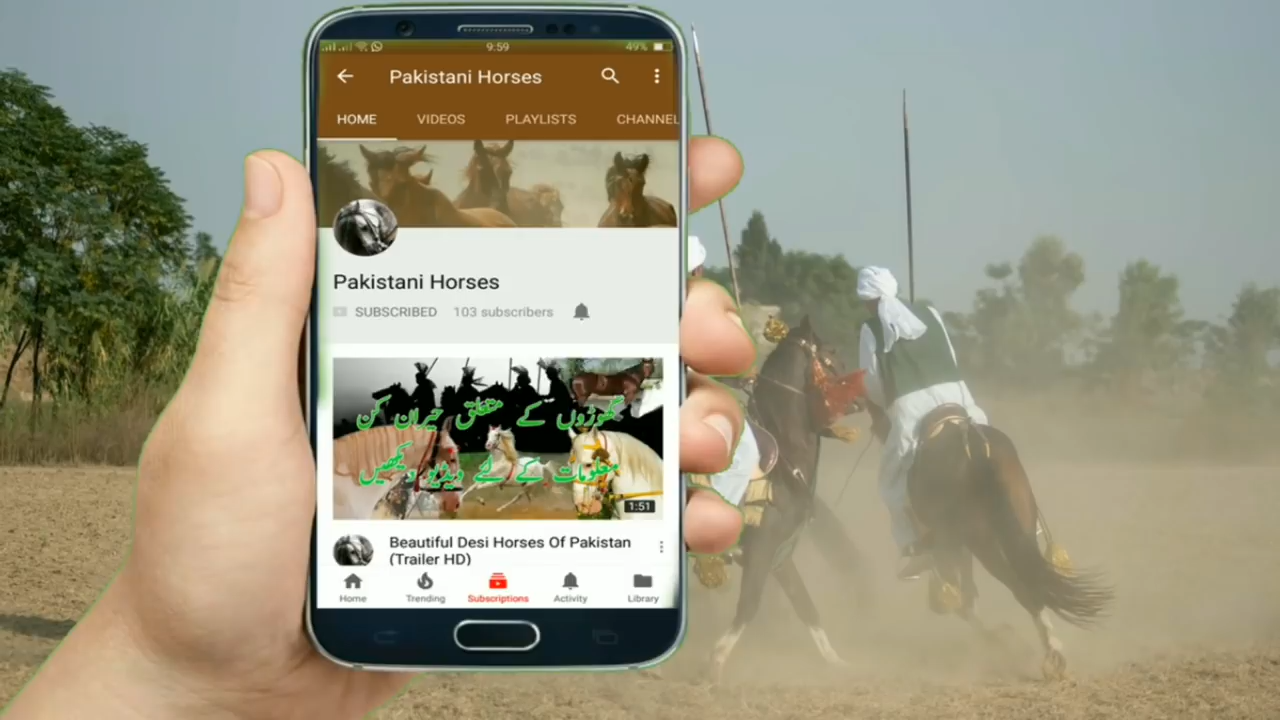 9:59
49%
Pakistani Horses
HOME
VIDEOS
PLAYLISTS
CHANNEL
Pakistani Horses
SUBSCRIBED
103 subscribers
گھوڑوں کے متعلق حیران کن
معلومات کے لئے ویڈیو دیکھیں
1:51
Beautiful Desi Horses Of Pakistan
(Trailer HD)
Home
Trending
Subscriptions
Activity
Library